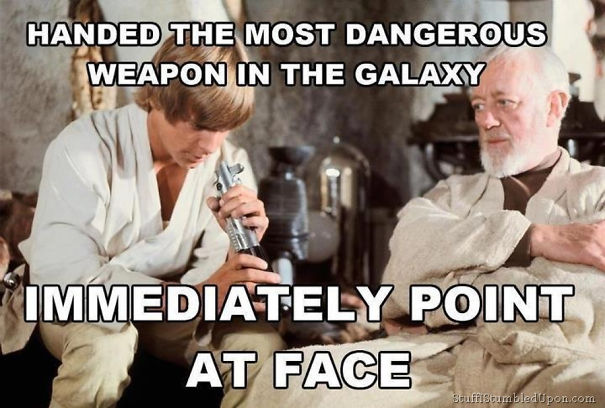 HANDED THE MOST DANGEROUS
WEAPON IN THE GALAXY
IMMEDIATELY POINT
AT FACE
StuffIStumbledUpon.com